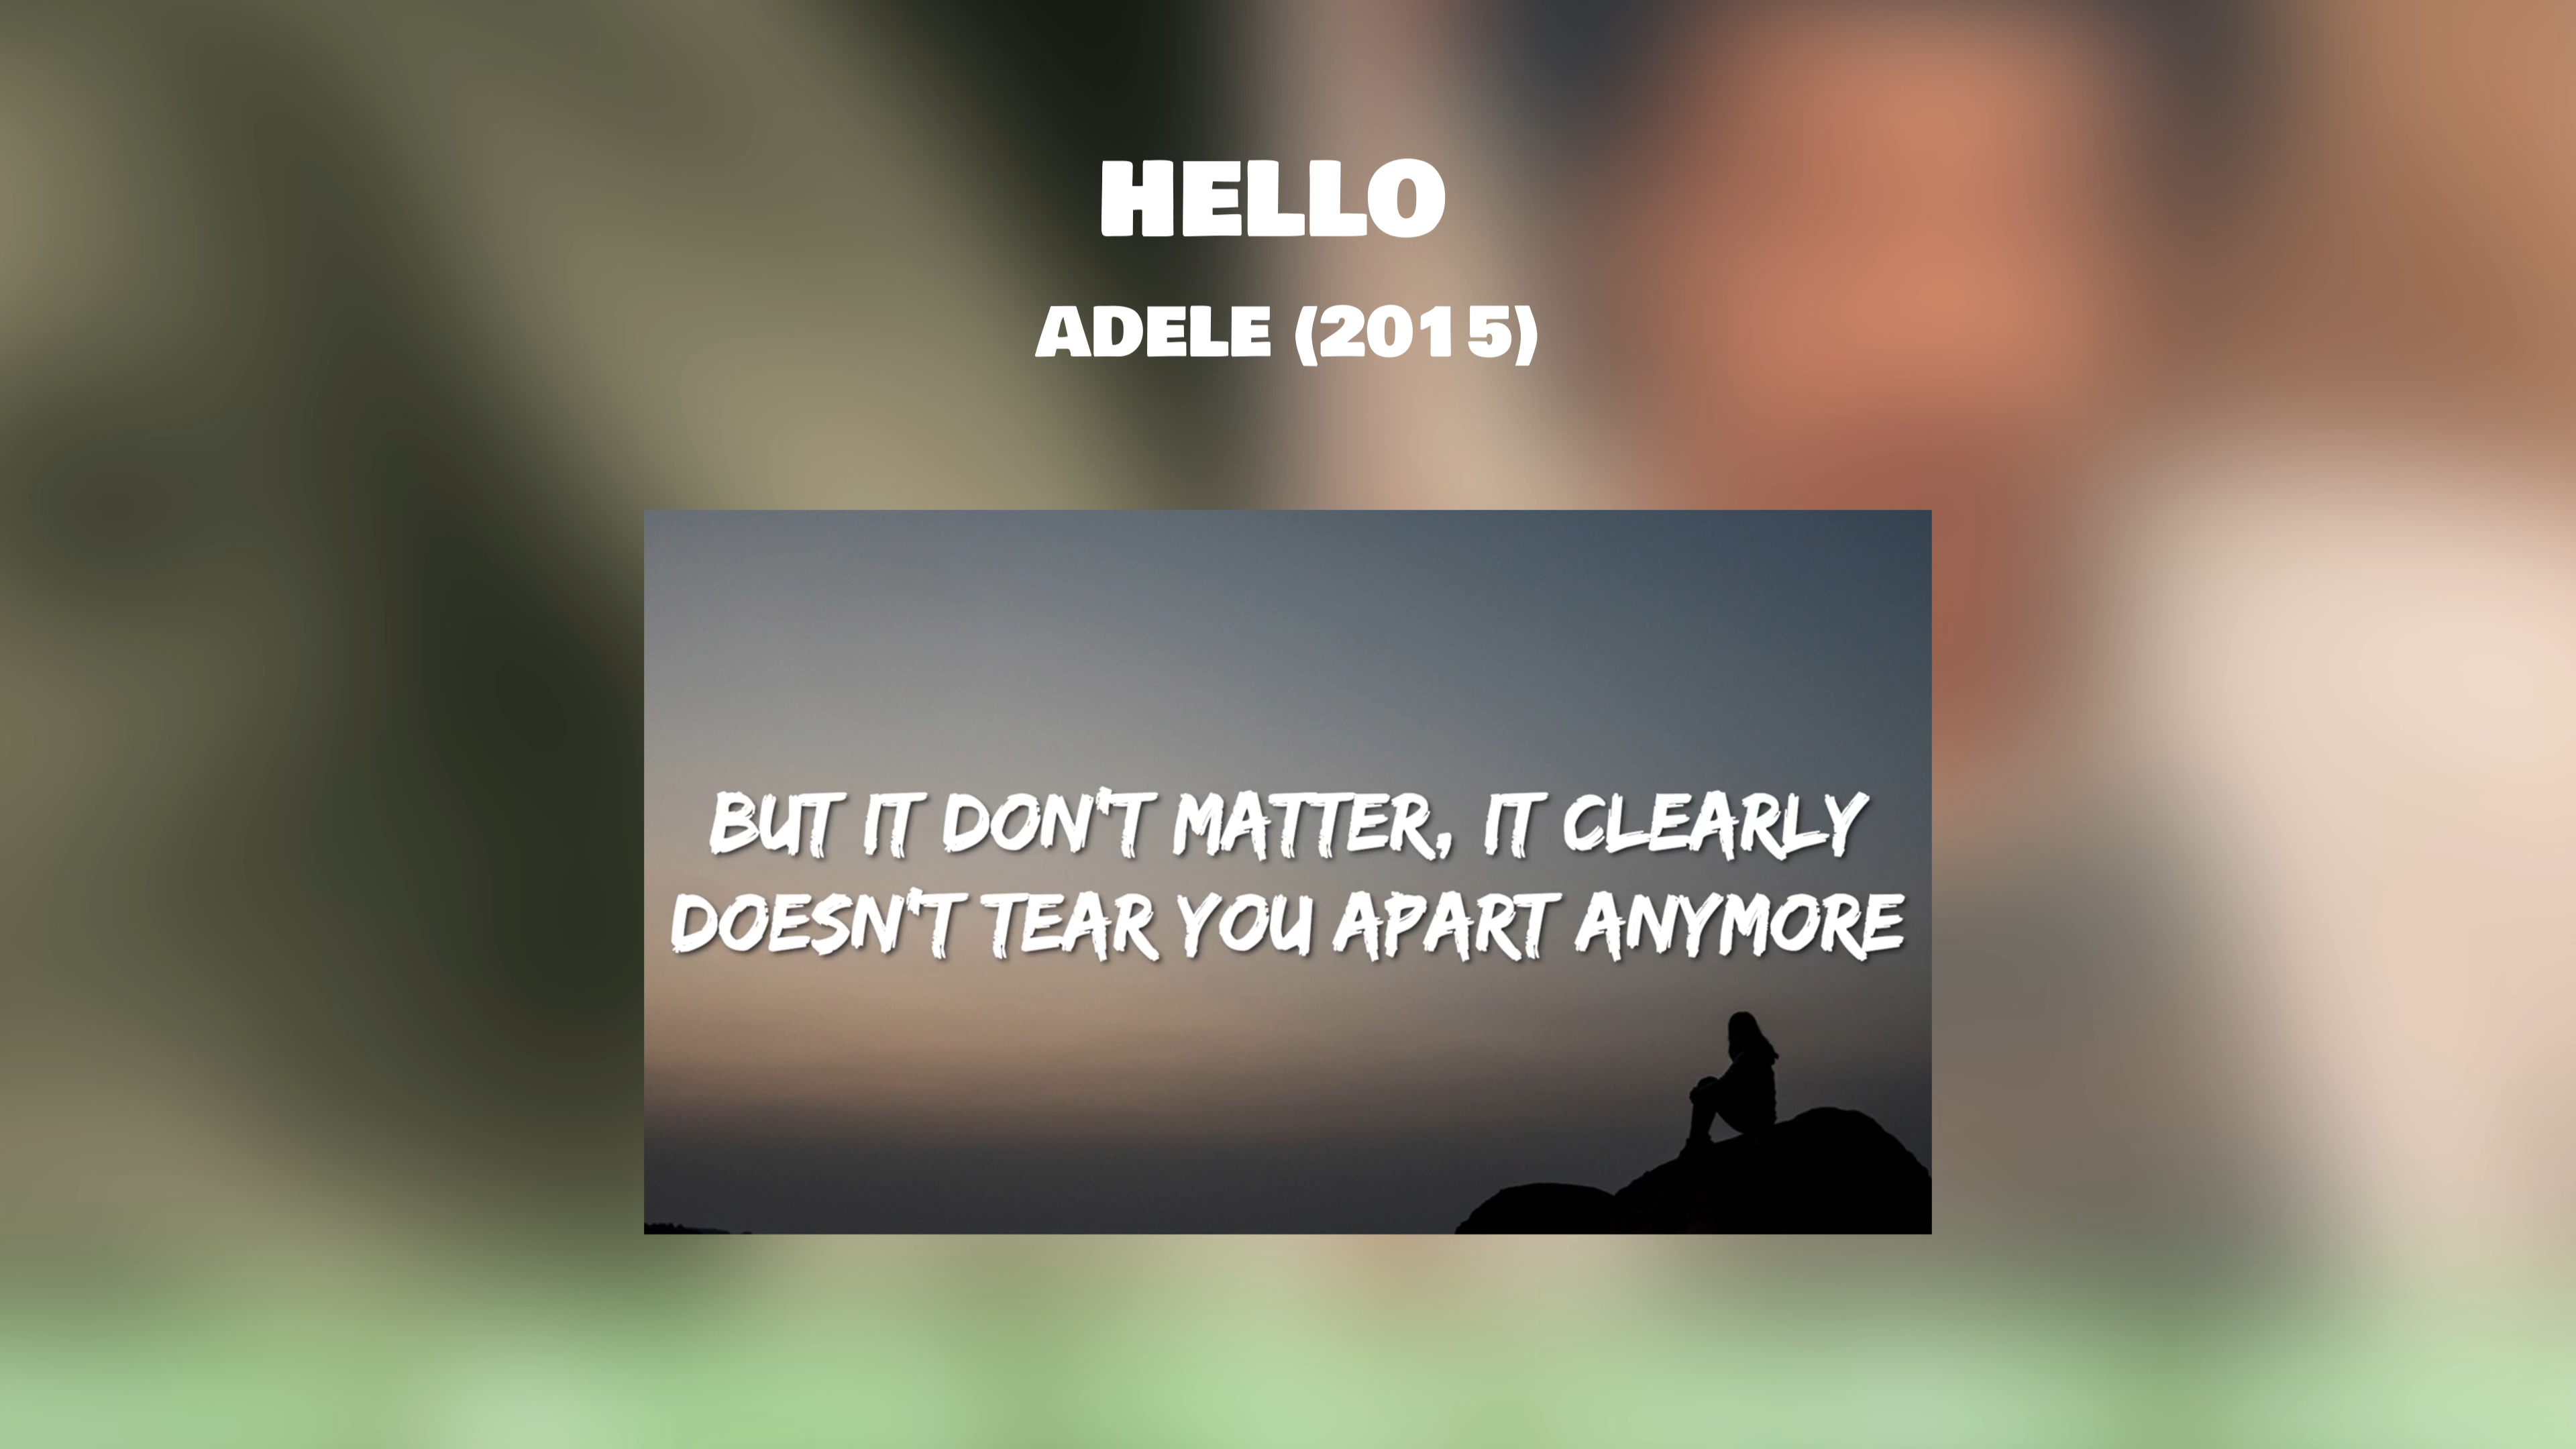 HELLO
ADELE (2015)
BUT IT DON'T MATTER, IT CLEARLY
DOESN'T TEAR YOU APART ANYMORE